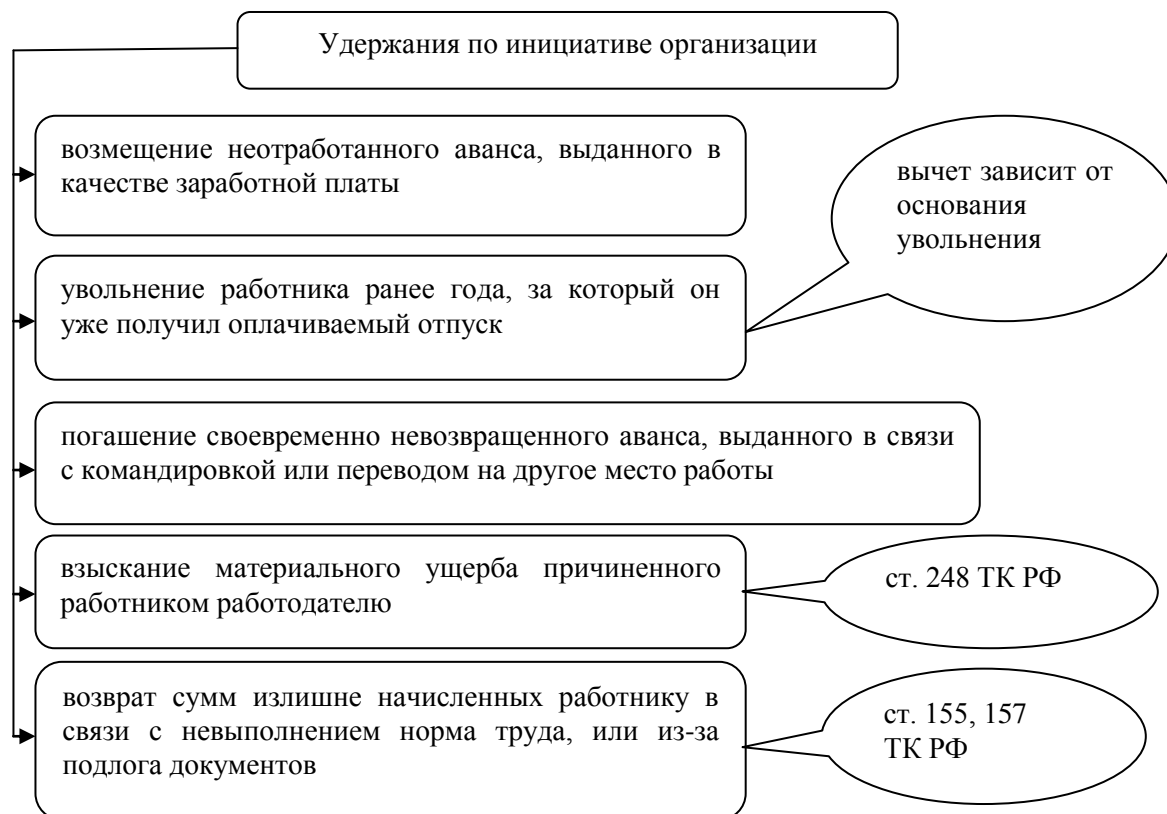 Удержания по инициативе организации
возмещение неотработанного аванса, выданного в
качестве заработной платы
вычет зависит от
основания
увольнения
увольнение работника ранее года, за который он
уже получил оплачиваемый отпуск
погашение своевременно невозвращенного аванса, выданного в связи
с командировкой или переводом на другое место работы
взыскание материального ущерба причиненного
работником работодателю
ст. 248 ТК РФ
возврат сумм излишне начисленных работнику в
связи с невыполнением норма труда, или из-за
подлога документов
ст. 155, 157
ТК РФ